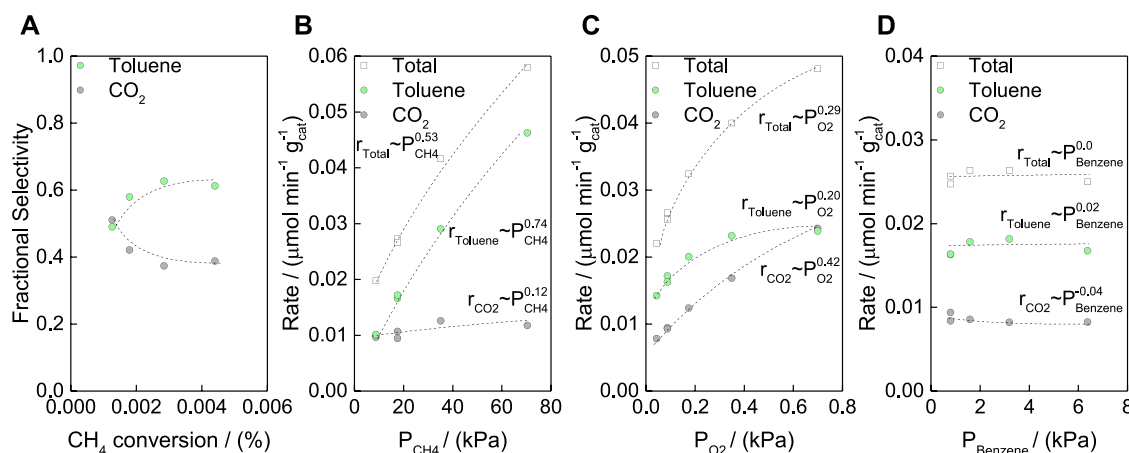 A
Fractional Selectivity
1.0
0.8
0.6
0.4
0.2
0.0
Toluene
CO2
0.000 0.002 0.004 0.006
CH4 conversion / (%)
B
Rate / (μmol min-1 g-1cat)
0.06
0.05
0.04
0.03
0.02
0.01
0.00
Total
Toluene
CO2
rTotal~P0.53CH4
rToluene~P0.74CH4
rCO2~P0.12CH4
0 20 40 60 80
PCH4 / (kPa)
C
Rate / (μmol min-1 g-1cat)
0.05
0.04
0.03
0.02
0.01
0.00
Total
Toluene
CO2
rTotal~P0.29O2
rToluene~P0.20O2
rCO2~P0.42O2
0.0 0.2 0.4 0.6 0.8
PO2 / (kPa)
D
Rate / (μmol min-1 g-1cat)
0.04
0.03
0.02
0.01
0.00
Total
Toluene
CO2
rTotal~P0.0Benzene
rToluene~P0.02Benzene
rCO2~P-0.04Benzene
0 2 4 6 8
PBenzene / (kPa)